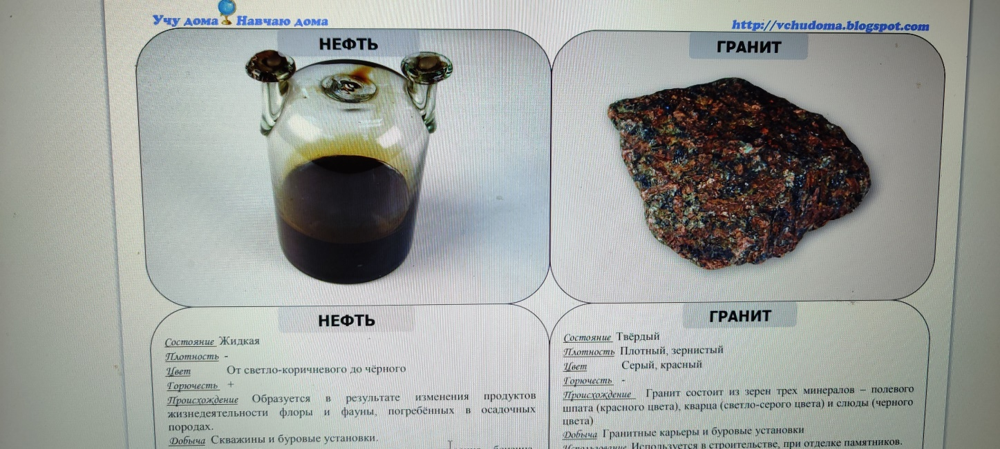 Учу дома Навчаю дома
http://vchudoma.blogspot.com
НЕФТЬ
ГРАНИТ
НЕФТЬ
Состояние Жидкая
Плотность -
Цвет От светло-коричневого до чёрного
Горючесть +
Происхождение Образуется в результате изменения продуктов
жизнедеятельности флоры и фауны, погребённых в осадочных
породах.
Добыча Скважины и буровые установки.
ГРАНИТ
Состояние Твёрдый
Плотность Плотный, зернистый
Цвет Серый, красный
Горючесть -
Происхождение Гранит состоит из зерен трех минералов – полевого
шпата (красного цвета), кварца (светло-серого цвета) и слюды (черного
цвета)
Добыча Гранитные карьеры и буровые установки
Использование Используется в строительстве, при отделке памятников.